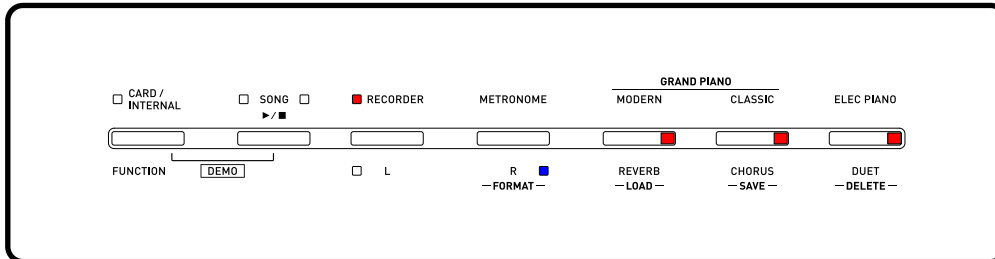 GRAND PIANO
CARD / INTERNAL
SONG
RECORDER
METRONOME
MODERN
CLASSIC
ELEC PIANO
►/■
FUNCTION
DEMO
L
R
REVERB
CHORUS
DUET
FORMAT
LOAD
SAVE
DELETE